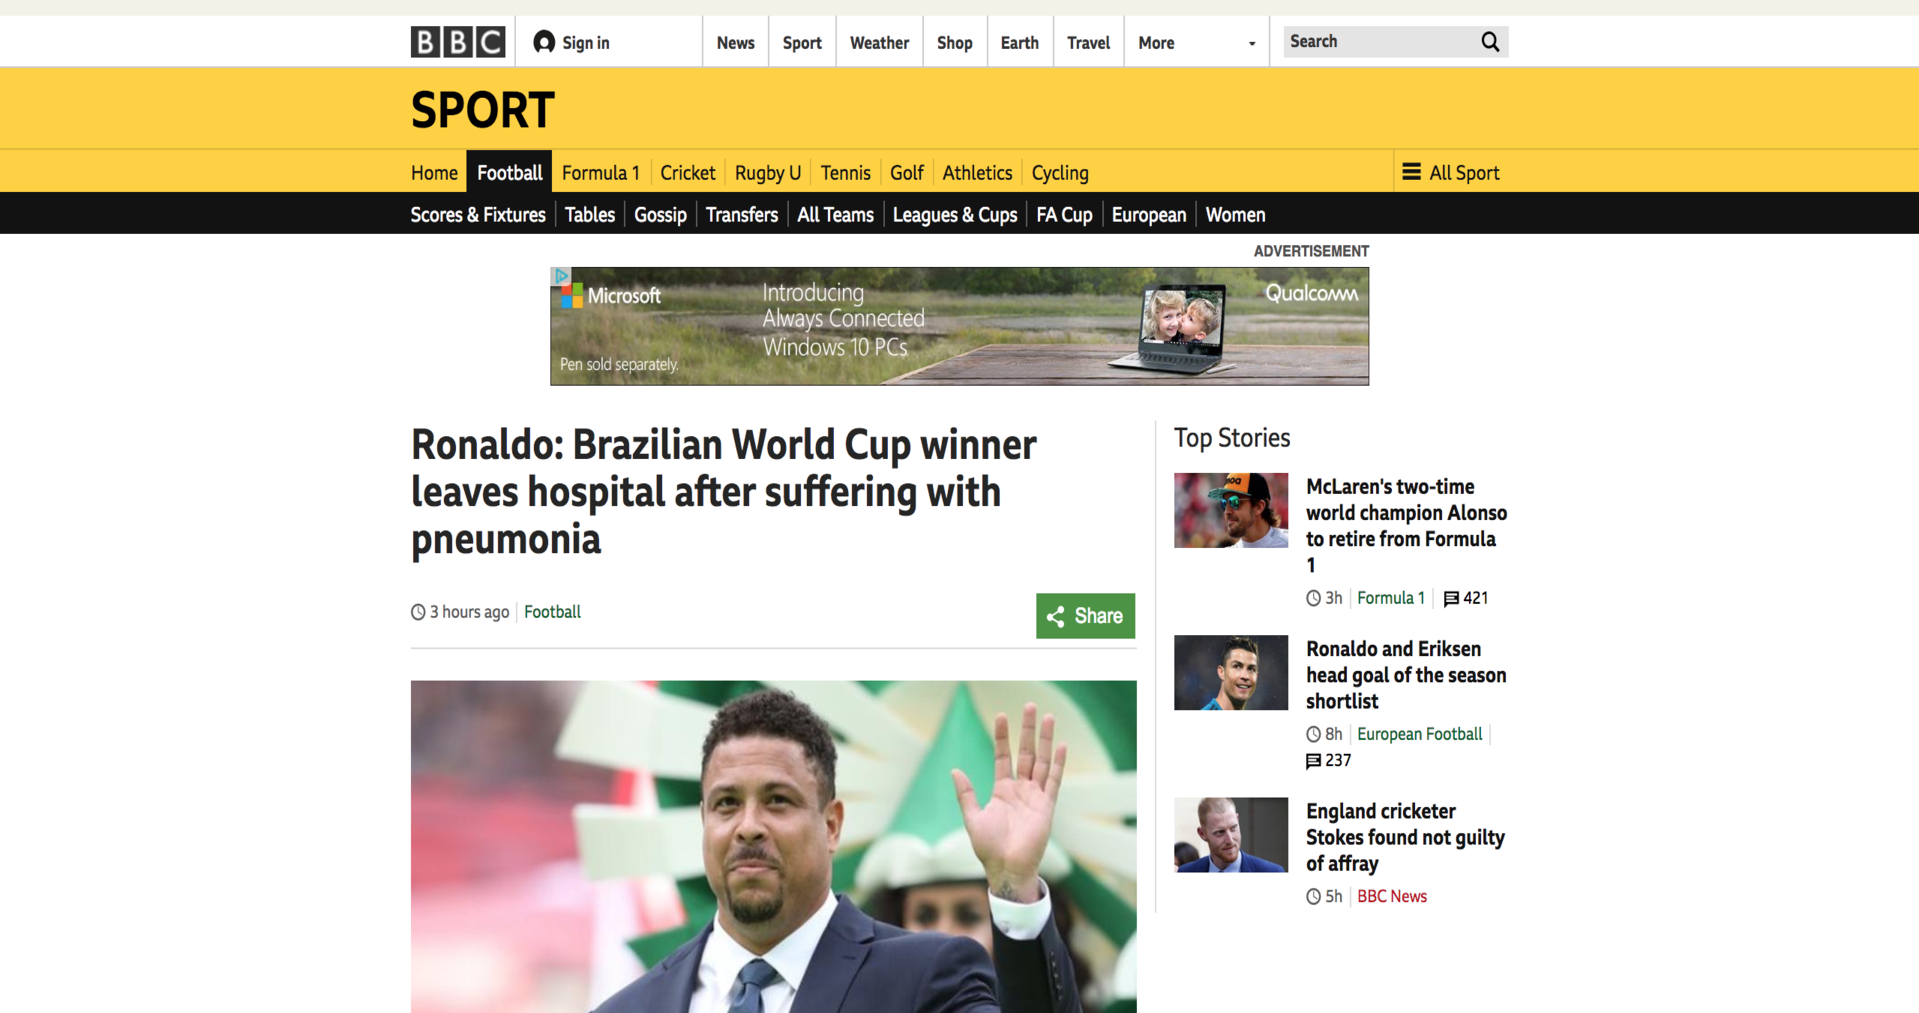 BBC
Sign in
News
Sport
Weather
Shop
Earth
Travel
More
Search
SPORT
Home
Football
Formula 1
Cricket
Rugby U
Tennis
Golf
Athletics
Cycling
All Sport
Scores & Fixtures
Tables
Gossip
Transfers
All Teams
Leagues & Cups
FA Cup
European
Women
ADVERTISEMENT
Microsoft
Introducing
Always Connected
Windows 10 PCs
Qualcomm
Pen sold separately.
Ronaldo: Brazilian World Cup winner
leaves hospital after suffering with
pneumonia
3 hours ago
Football
Share
Top Stories
McLaren's two-time
world champion Alonso
to retire from Formula
1
3h
Formula 1
421
Ronaldo and Eriksen
head goal of the season
shortlist
8h
European Football
237
England cricketer
Stokes found not guilty
of affray
5h
BBC News